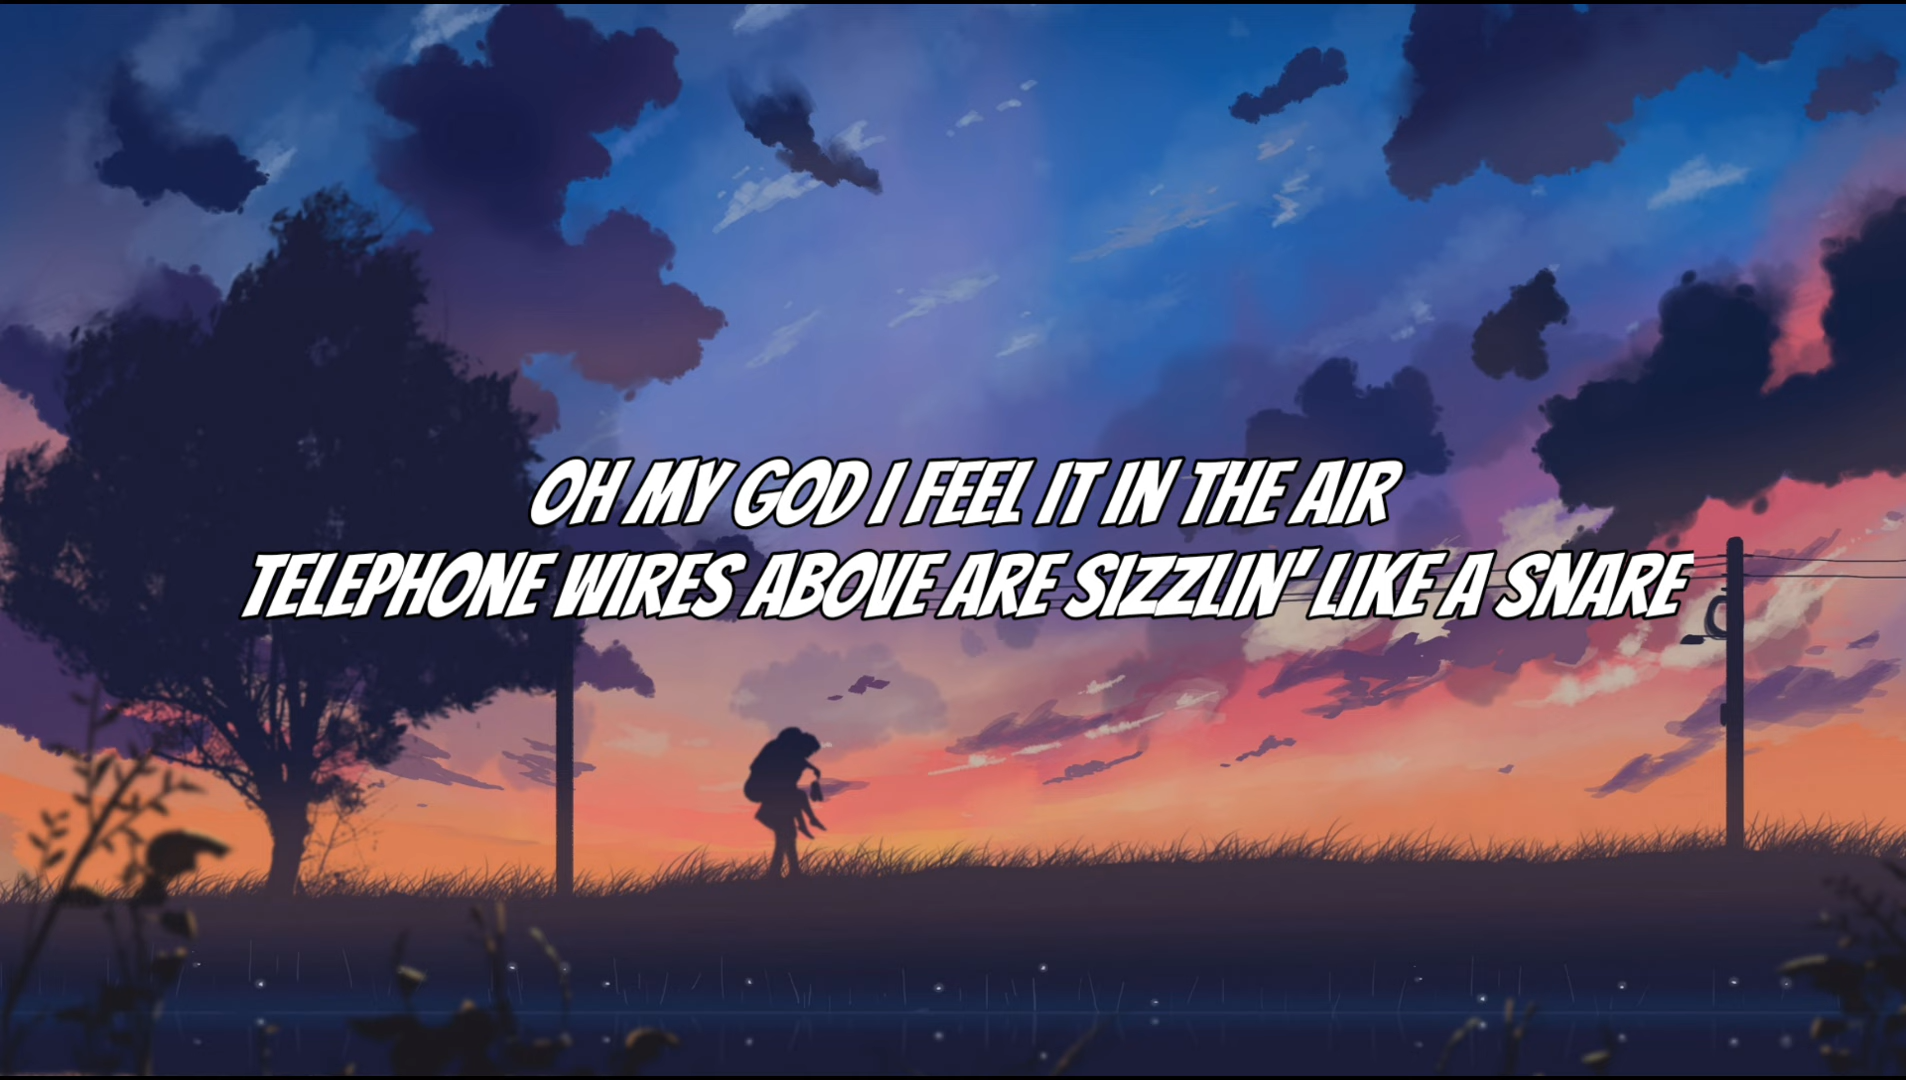 OH MY GOD I FEEL IT IN THE AIR
TELEPHONE WIRES ABOVE ARE SIZZLIN' LIKE A SNARE